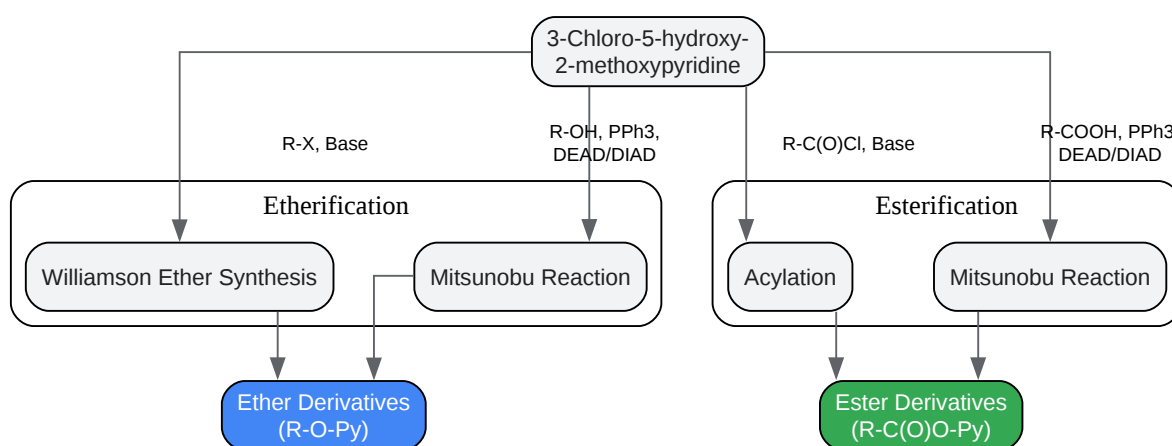 3-Chloro-5-hydroxy-
2-methoxypyridine
R-X, Base
R-OH, PPh3,
DEAD/DIAD
R-C(O)Cl, Base
R-COOH, PPh3
DEAD/DIAD
Etherification
Esterification
Williamson Ether Synthesis
Mitsunobu Reaction
Acylation
Mitsunobu Reaction
Ether Derivatives
(R-O-Py)
Ester Derivatives
(R-C(O)O-Py)